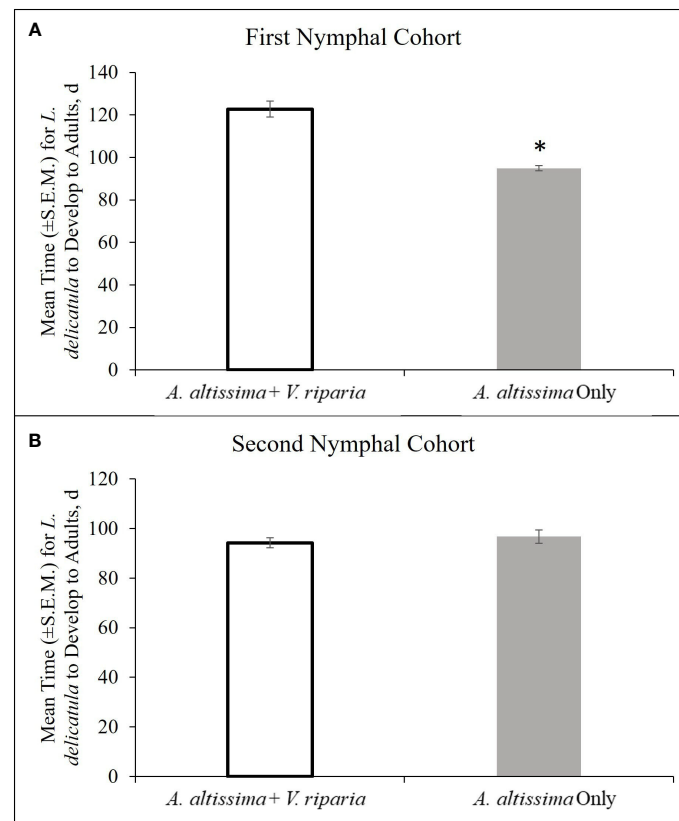 A
First Nymphal Cohort
Mean Time (±S.E.M.) for L.
delicatula to Develop to Adults, d
140
120
100
80
60
40
20
0
*
A. altissima + V. riparia
A. altissima Only
B
Second Nymphal Cohort
Mean Time (±S.E.M.) for L.
delicatula to Develop to Adults, d
120
100
80
60
40
20
0
A. altissima + V. riparia
A. altissima Only